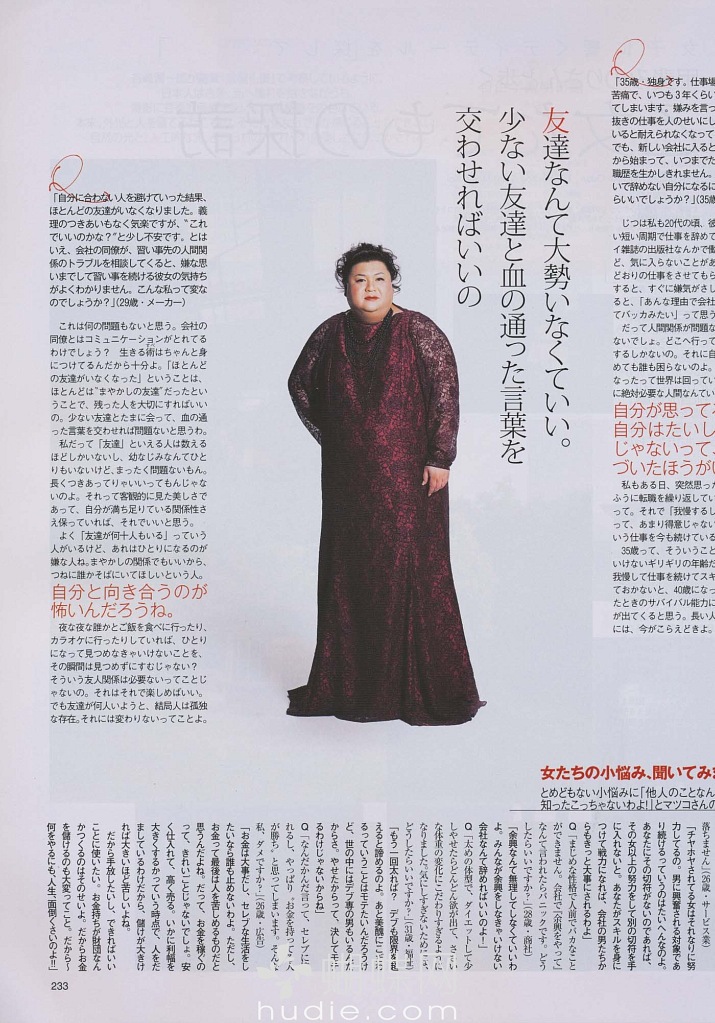 友達なんて大勢いなくていい。
少ない友達と血の通った言葉を
交わせればいいの
Q
「自分に合わない人を避けていった結果、
ほとんどの友達がいなくなりました。義
理のつきあいもなく気楽ですが、“これ
でいいのかな？”と少し不安です。とは
いえ、会社の同僚が、習い事先の人間関
係のトラブルを相談してくると、嫌な思
いまでして習い事を続ける彼女の気持ち
がよくわかりません。こんな私って変な
のでしょうか？」(29歳・メーカー)
これは何の問題もないと思う。会社の
同僚とはコミュニケーションがとれてる
わけでしょう？ 生きる術はちゃんと身
につけてるんだから十分よ。「ほとんど
の友達がいなくなった」ということは、
ほとんどは“まやかしの友達”だったとい
うことで、残った人を大切にすればいい
の。少ない友達とたまに会って、血の通
った言葉を交わせれば問題ないと思うわ。
私だって「友達」といえる人は数える
ほどしかいないし、幼なじみなんてひと
りもいないけど、まったく問題ないもん。
長くつきあってりゃいいってもんじゃな
いのよ。それって客観的に見た美しさで
あって、自分が満ち足りている関係性さ
え保っていれば、それでいいと思う。
よく「友達が何十人もいる」っていう
人がいるけど、あれはひとりになるのが
嫌な人ね。まやかしの関係でもいいから、
つねに誰かそばにいてほしいという人。
自分と向き合うのが
怖いんだろうね。
夜な夜な誰かとご飯を食べに行ったり、
カラオケに行ったりしていれば、ひとり
になって見つめなきゃいけないことを、
その瞬間は見つめずにすむじゃない？
そういう友人関係は必要ないってことじ
ゃないの。それはそれで楽しめばいい。
でも友達が何人いようと、結局人は孤独
な存在。それには変わりないってことよ。
Q
「35歳・独身です。仕事場
苦痛で、いつも3年くらい
てしまいます。嫌みを言っ
抜きの仕事を人のせいにし
いると耐えられなくなって
でも、新しい会社に入ると
から始まって、いつまでた
職歴を生かしきれません。
いで辞めない自分になるに
らいいでしょうか？」(35歳
じつは私も20代の頃、彼
い短い周期で仕事を辞めて
イ雑誌の出版社なんかで働
ど、気に入らないことがあ
どおりの仕事をさせてもら
すると、すぐに嫌気がさし
ると、「あんな理由で会社
てバッカみたい」って思う
だって人間関係が問題な
ないでしょ。どこへ行って
するしかないの。それに自
めても誰も困らないのよ。
なったって世界は回ってい
に絶対必要な人間なんてい
自分が思って
自分はたいし
じゃないって、
づいたほうが
私もある日、突然思った
ふうに転職を繰り返してい
って。それで「我慢するし
って、あまり得意じゃない
いう仕事を今も続けている
35歳って、そういうこと
いけないギリギリの年齢だ
我慢して仕事を続けてスキ
ておかないと、40歳になっ
たときのサバイバル能力に
が出てくると思う。長い人
には、今がこらえどきよ。
女たちの小悩み、聞いてみ
とめどもない小悩みに「他人のことなん
知ったこっちゃないわよ!」とマツコさんの
落ちません」(26歳・サービス業)
「チヤホヤされてる女はそれなりに努
力してるの。男に興奮される対象であ
り続けるっていうのはたいへんなのよ。
あなたにその切符がないのであれば、
その女以上の努力をして別の切符を手
に入れないと。あなたがスキルを身に
つけて戦力になれば、会社の男たちか
らもきっと大事にされるわよ」
Q「まじめな性格で人前でバカなこと
ができません。会社で『余興をやって』
なんて言われたらパニックです。どう
したらいいですか？」(28歳・商社)
「余興なんて無理してしなくていいわ
よ。みんなが余興をしなきゃいけない
会社なんて辞めればいいのよー」
Q「太め体型で、ダイエットして少
しやせたらどんどん欲が出て、ささい
な体重の変化にこだわりすぎるように
なりました。気にしすぎないためには
どうしたらいいですか？」(31歳・
「もう一回太れば？ デブも限界を超
えると諦めるのよ。あと薬酗に
るっていうことはモテたいんだろうけ
ど、世の中にはデブ専の男もいるんだ
からさ。やせたからって、決してモテ
るわけじゃないからね」
Q「なんだかんだ言って、セレブに
れるし、やっぱり、お金を持ってる人
が勝ち、と思ってしまいます。そんな
私、ダメですか？」(26歳・広告)
「お金は大事だし、セレブな生活をし
たいなら誰も止めないわよ。ただし、
お金って最後は人を苦しめるものだと
思うんだよね。だって、お金を稼ぐの
って、きれいごとじゃないでしょ。安
く仕入れて、高く売る。いかに利幅を
大きくするかっていう時点で、人をだ
ましているわけだから、儲けが大きけ
れば大きいほど苦しいよね。
だから手放したいし、できればいい
ことに使いたい。お金持ちが財団なん
かつくるのはそのせいよ。だからお金
を儲けるのも大変ってこと。だから～
何をやるにも、人生、面倒くさいのよ!!」
233
hudie.com